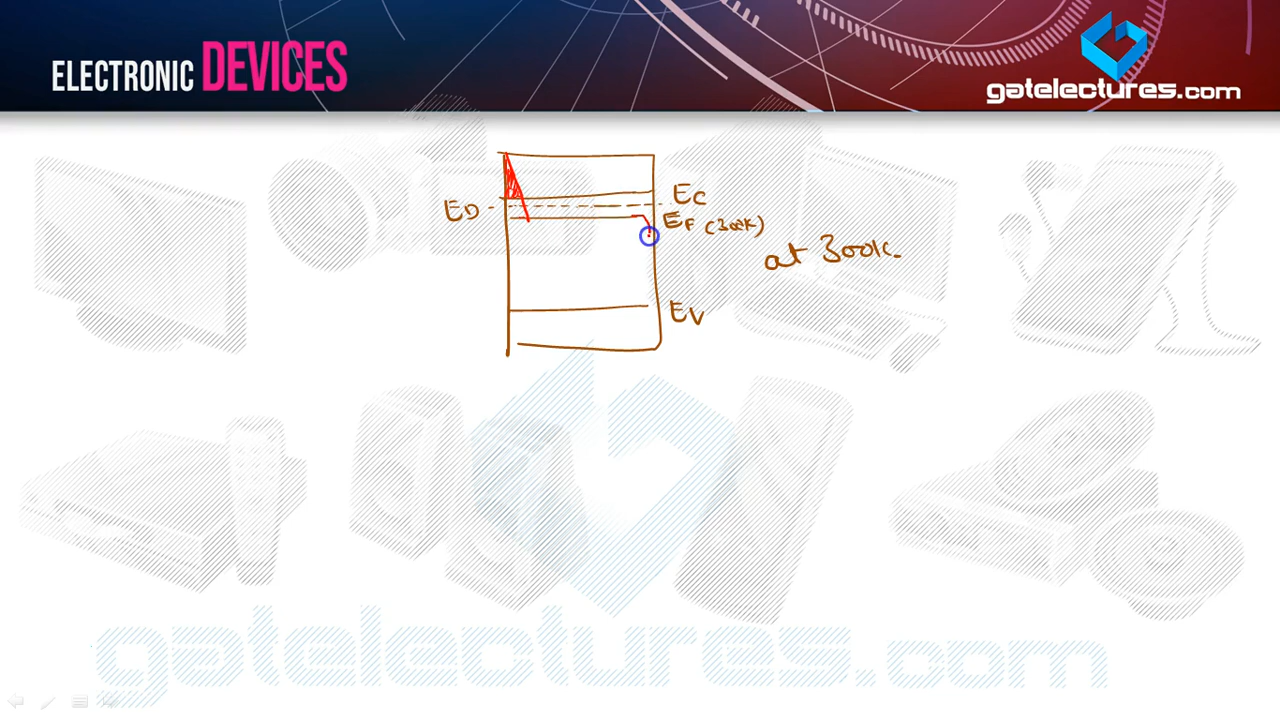 ELECTRONIC DEVICES
gatelectures.com
ED
EC
EF (300K)
at 300K.
EV
gatelectures.com